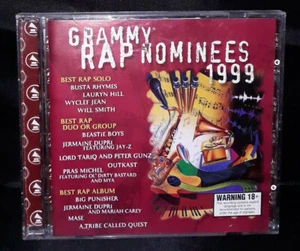 GRAMMY
RAP NOMINEES
1999
BEST RAP SOLO
BUSTA RHYMES
LAURYN HILL
WYCLEF JEAN
WILL SMITH
BEST RAP
DUO OR GROUP
BEASTIE BOYS
JERMAINE DUPRI
FEATURING JAY-Z
LORD TARIQ AND PETER GUNZ
OUTKAST
PRAS MICHEL
FEATURING OL' DIRTY BASTARD
AND MYA
BEST RAP ALBUM
BIG PUNISHER
JERMAINE DUPRI
AND MARIAH CAREY
MASE
A TRIBE CALLED QUEST
WARNING 18+